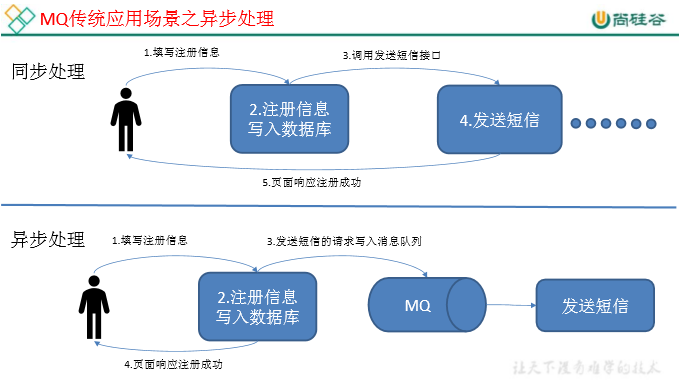 MQ传统应用场景之异步处理
尚硅谷
同步处理
1.填写注册信息
3.调用发送短信接口
2.注册信息
写入数据库
4.发送短信
5.页面响应注册成功
异步处理
1.填写注册信息
3.发送短信的请求写入消息队列
2.注册信息
写入数据库
MQ
发送短信
4.页面响应注册成功
让天下没有难学的技术